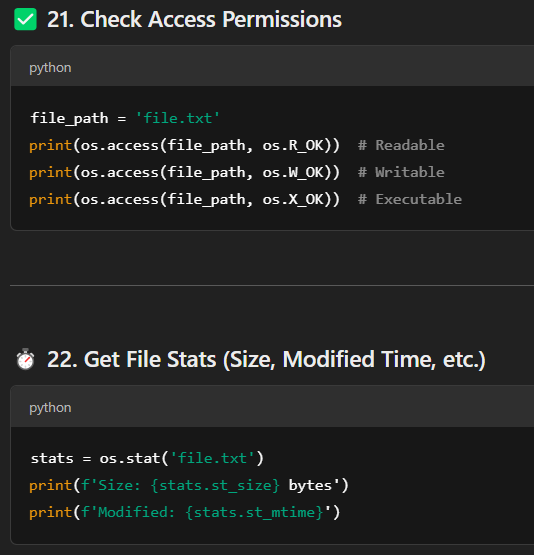 ✅ 21. Check Access Permissions
python
file_path = 'file.txt'
print(os.access(file_path, os.R_OK))  # Readable
print(os.access(file_path, os.W_OK))  # Writable
print(os.access(file_path, os.X_OK))  # Executable
⏱️ 22. Get File Stats (Size, Modified Time, etc.)
python
stats = os.stat('file.txt')
print(f'Size: {stats.st_size} bytes')
print(f'Modified: {stats.st_mtime}')